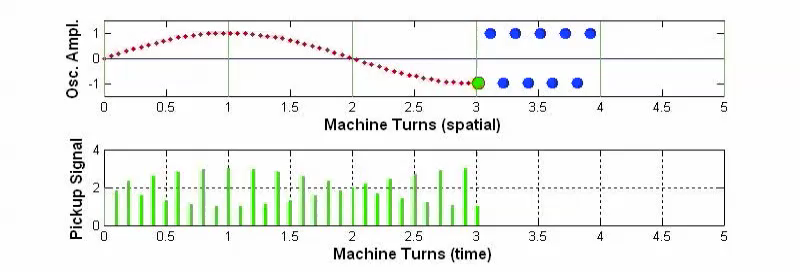 Osc. Ampl.
1
0
-1
0 0.5 1 1.5 2 2.5 3 3.5 4 4.5 5
Machine Turns (spatial)
Pickup Signal
4
2
0
0 0.5 1 1.5 2 2.5 3 3.5 4 4.5 5
Machine Turns (time)